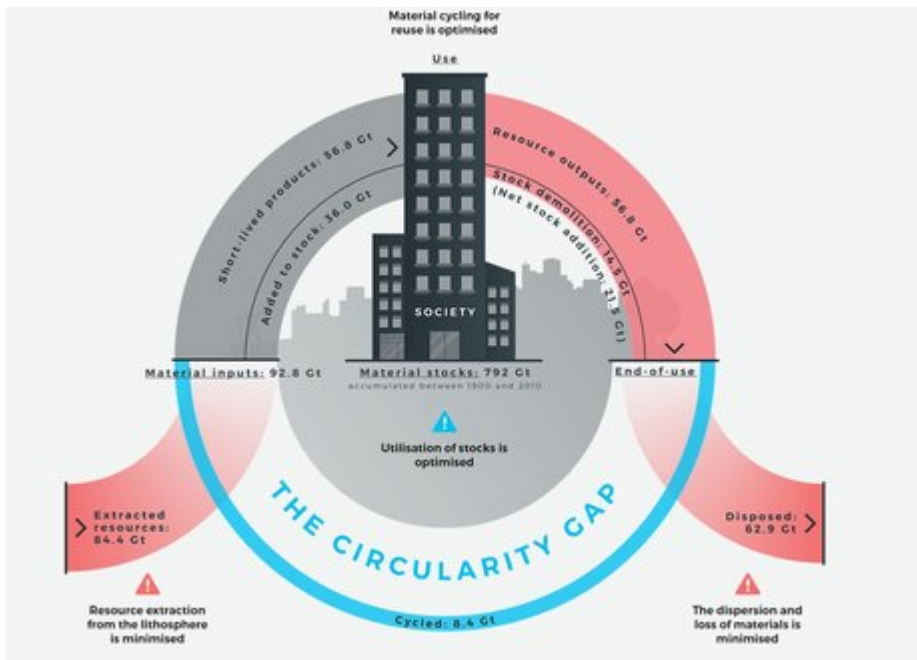 Material cycling for
reuse is optimised
Use
Short-lived products: 56.8 Gt
Added to stock: 36.0 Gt
Resource outputs: 56.8 Gt
Stock demolition: 14.5 Gt
(Net stock addition: 21.5 Gt)
SOCIETY
Material inputs: 92.8 Gt
Material stocks: 792 Gt
accumulated between 1900 and 2010
End-of-use
Utilisation of stocks is
optimised
THE CIRCULARITY GAP
Extracted
resources:
84.4 Gt
Disposed:
62.9 Gt
Resource extraction
from the lithosphere
is minimised
The dispersion and
loss of materials is
minimised
Cycled: 8.4 Gt